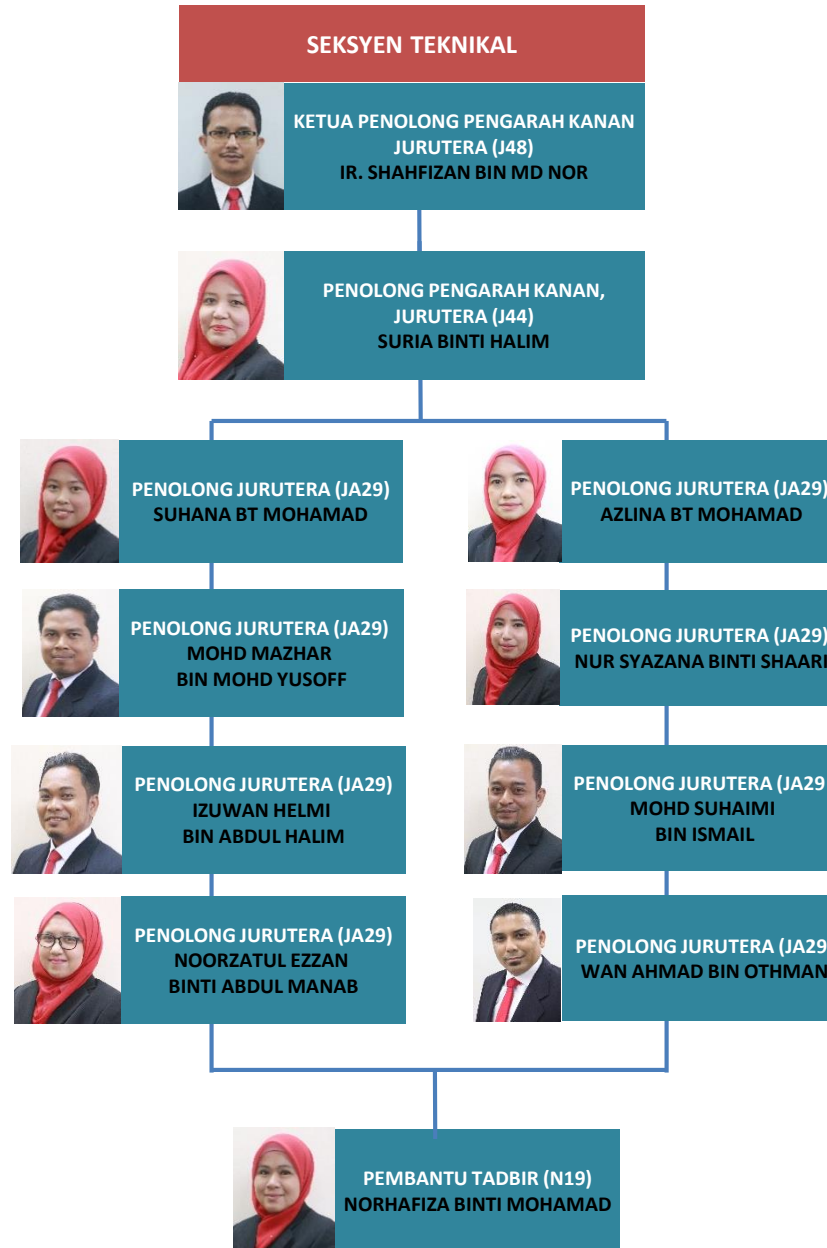 SEKSYEN TEKNIKAL
KETUA PENOLONG PENGARAH KANAN
JURUTERA (J48)
IR. SHAHFIZAN BIN MD NOR
PENOLONG PENGARAH KANAN,
JURUTERA (J44)
SURIA BINTI HALIM
PENOLONG JURUTERA (JA29)
SUHANA BT MOHAMAD
PENOLONG JURUTERA (JA29)
AZLINA BT MOHAMAD
PENOLONG JURUTERA (JA29)
MOHD MAZHAR
BIN MOHD YUSOFF
PENOLONG JURUTERA (JA29)
NUR SYAZANA BINTI SHAARI
PENOLONG JURUTERA (JA29)
IZUWAN HELMI
BIN ABDUL HALIM
PENOLONG JURUTERA (JA29
MOHD SUHAIMI
BIN ISMAIL
PENOLONG JURUTERA (JA29)
NOORZATUL EZZAN
BINTI ABDUL MANAB
PENOLONG JURUTERA (JA29
WAN AHMAD BIN OTHMAN
PEMBANTU TADBIR (N19)
NORHAFIZA BINTI MOHAMAD